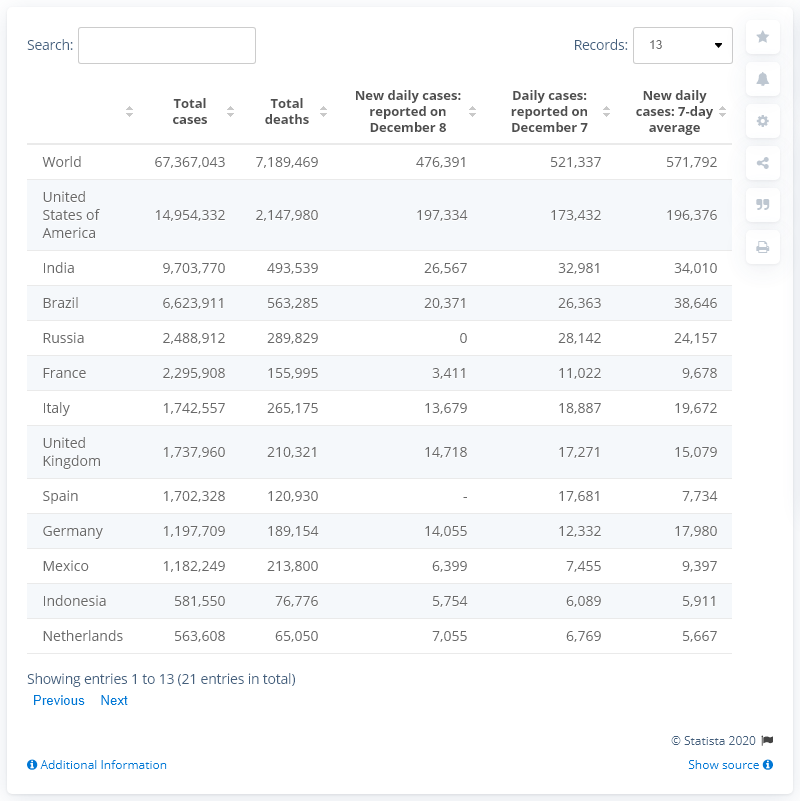 Search:
Records: 13
Total cases
Total deaths
New daily cases: reported on December 8
Daily cases: reported on December 7
New daily cases: 7-day average
World 67,367,043 7,189,469 476,391 521,337 571,792
United States of America 14,954,332 2,147,980 197,334 173,432 196,376
India 9,703,770 493,539 26,567 32,981 34,010
Brazil 6,623,911 563,285 20,371 26,363 38,646
Russia 2,488,912 289,829 0 28,142 24,157
France 2,295,908 155,995 3,411 11,022 9,678
Italy 1,742,557 265,175 13,679 18,887 19,672
United Kingdom 1,737,960 210,321 14,718 17,271 15,079
Spain 1,702,328 120,930 - 17,681 7,734
Germany 1,197,709 189,154 14,055 12,332 17,980
Mexico 1,182,249 213,800 6,399 7,455 9,397
Indonesia 581,550 76,776 5,754 6,089 5,911
Netherlands 563,608 65,050 7,055 6,769 5,667
Showing entries 1 to 13 (21 entries in total)
Previous Next
© Statista 2020
Additional Information
Show source